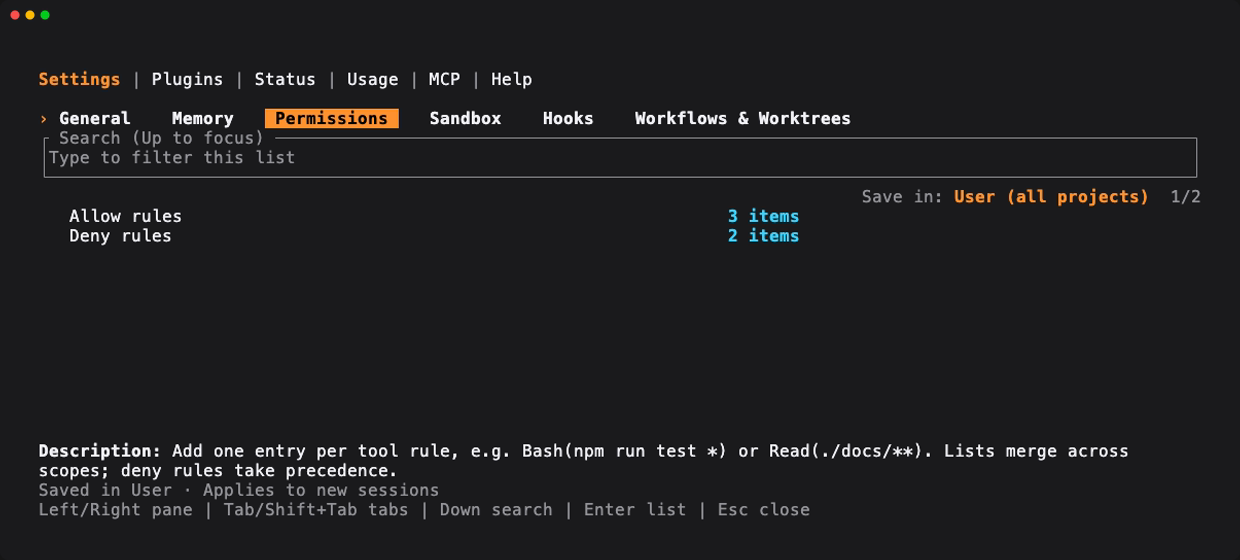 Settings | Plugins | Status | Usage | MCP | Help
› General Memory Permissions Sandbox Hooks Workflows & Worktrees
Search (Up to focus)
Type to filter this list
Save in: User (all projects) 1/2
Allow rules 3 items
Deny rules 2 items
Description: Add one entry per tool rule, e.g. Bash(npm run test *) or Read(./docs/**). Lists merge across
scopes; deny rules take precedence.
Saved in User · Applies to new sessions
Left/Right pane | Tab/Shift+Tab tabs | Down search | Enter list | Esc close